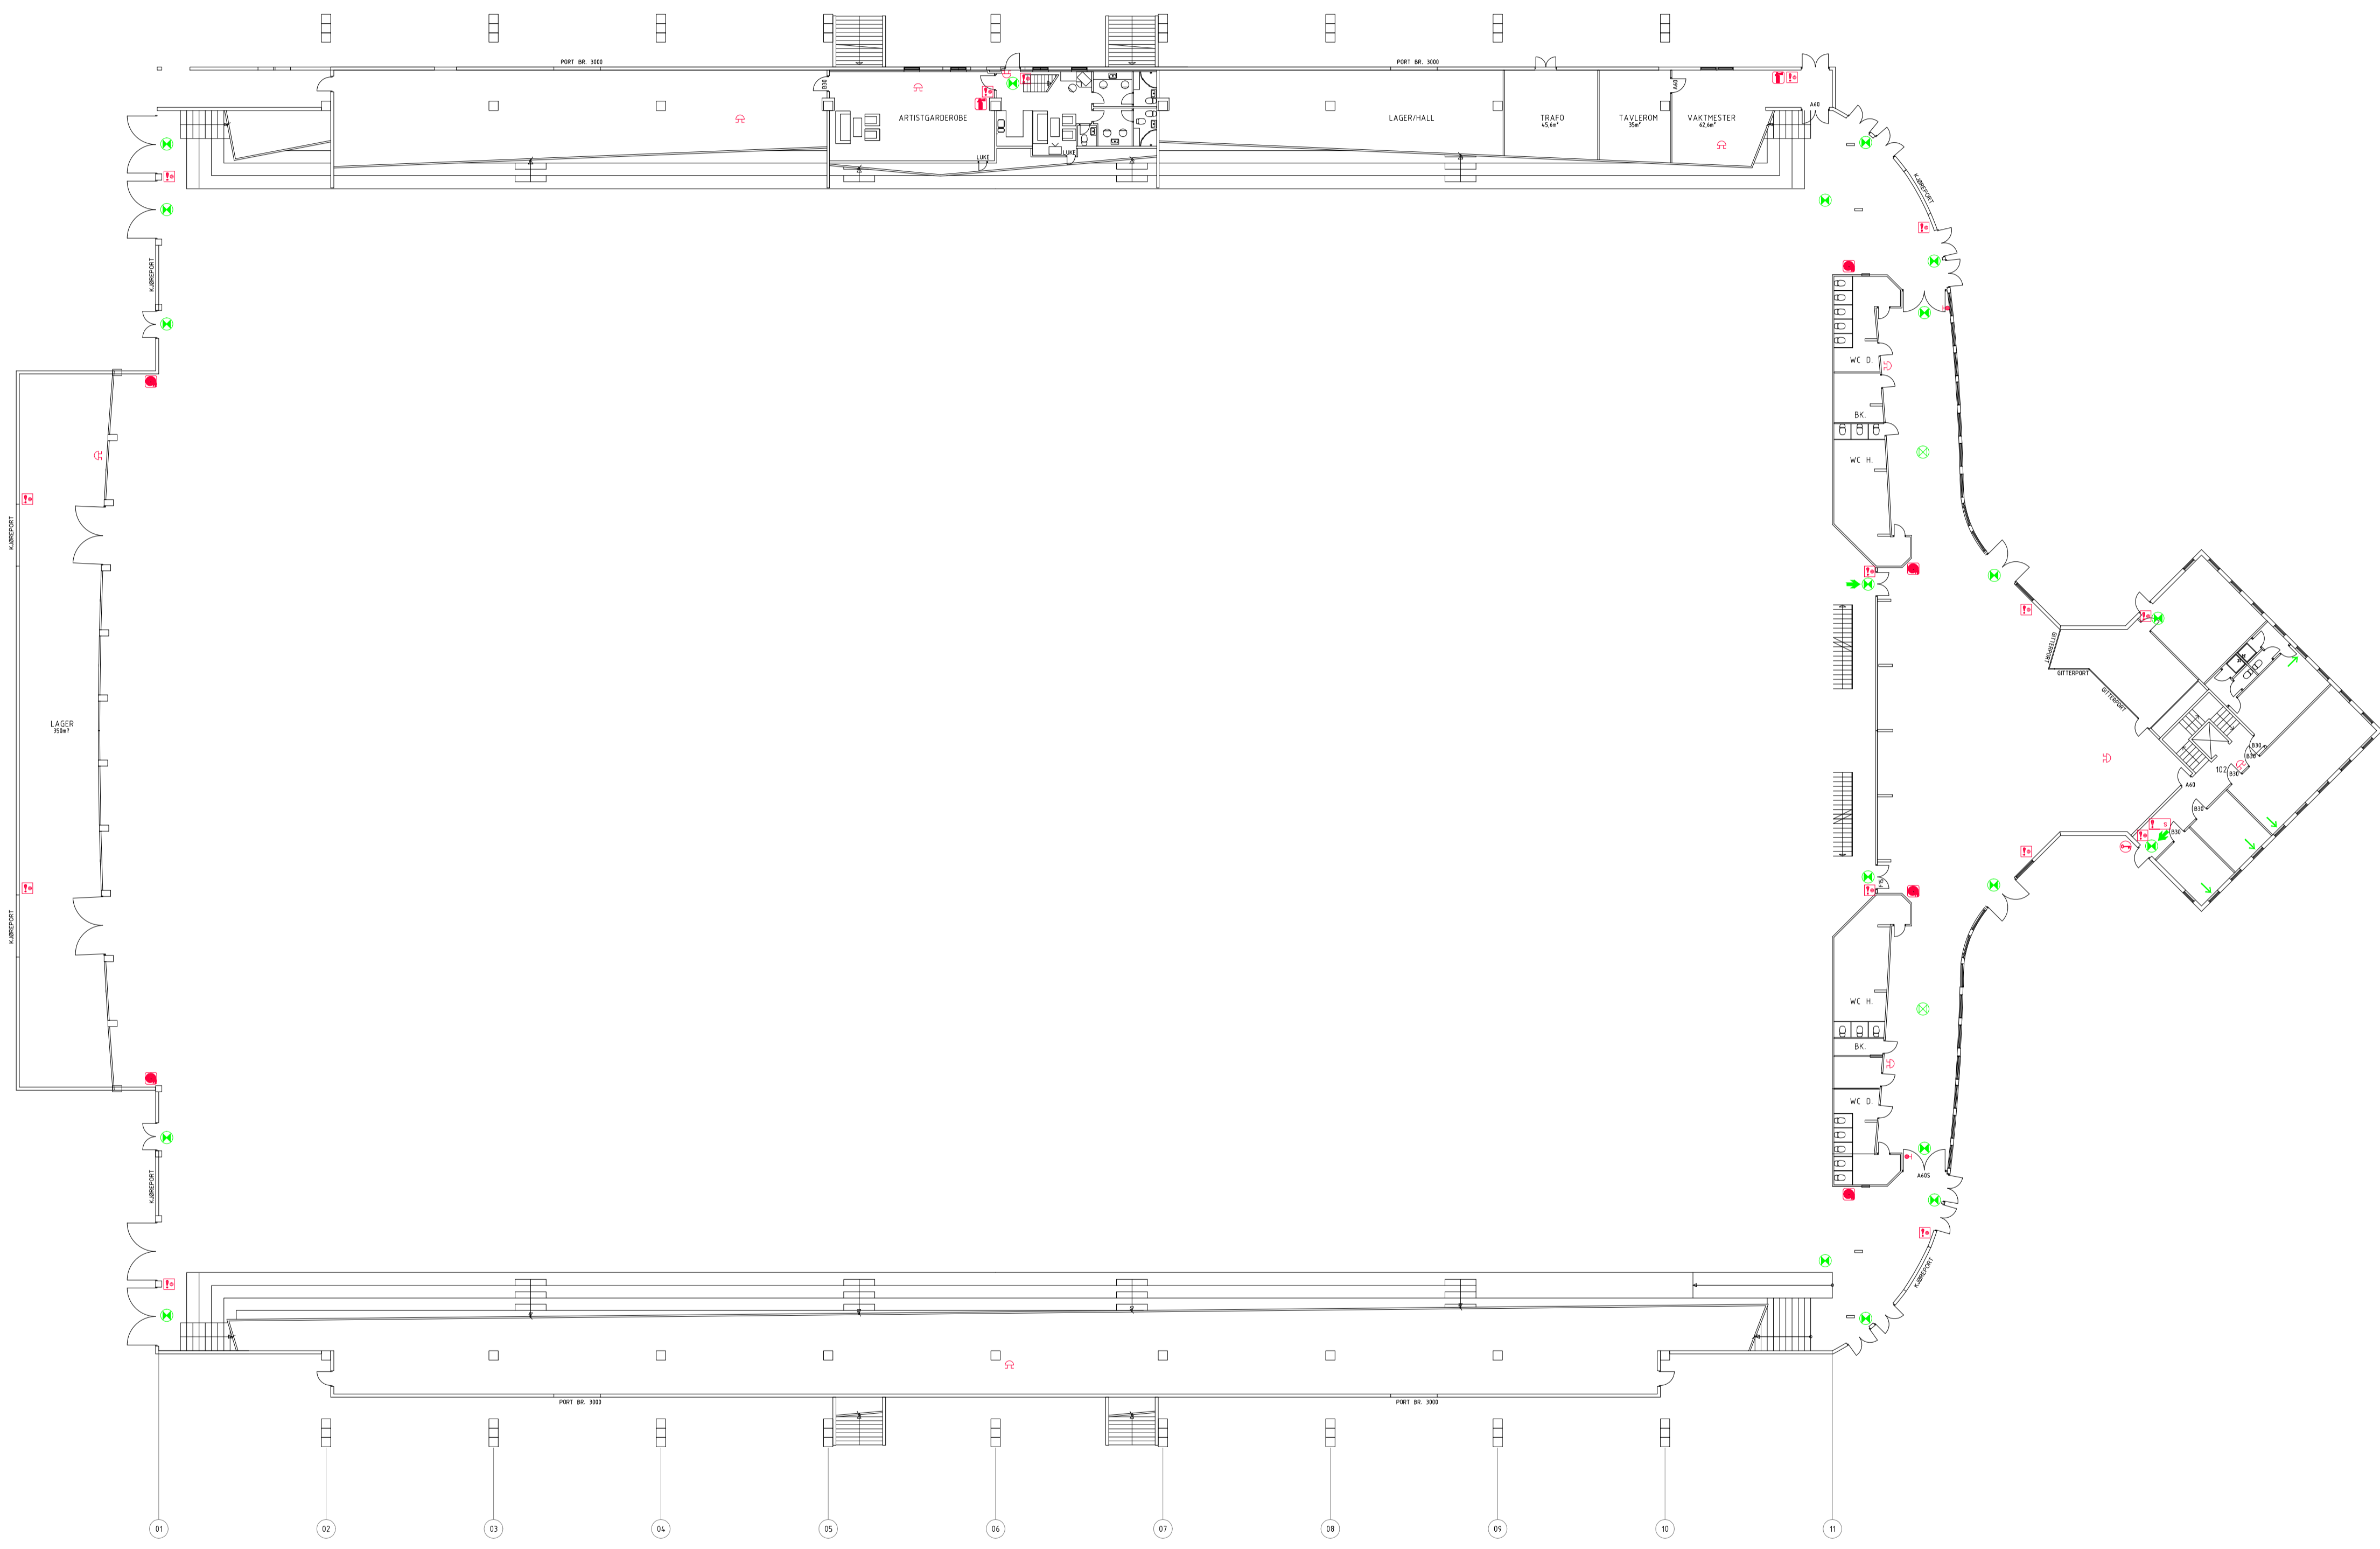 PORT BR. 3000
PORT BR. 3000
B30
A60
A60
ARTISTGARDEROBE
LAGER/HALL
TRAFO
45,6m²
TAVLEROM
35m²
VAKTMESTER
62,6m²
LUKE
LUKE
KJØREPORT
KJØREPORT
WC D.
BK.
WC H.
KJØREPORT
GITTERPORT
GITTERPORT
GITTERPORT
LAGER
350m²
B30
B30
102
B30
A60
B30
B30
KJØREPORT
WC H.
BK.
WC D.
A60S
KJØREPORT
KJØREPORT
PORT BR. 3000
PORT BR. 3000
01
02
03
04
05
06
07
08
09
10
11